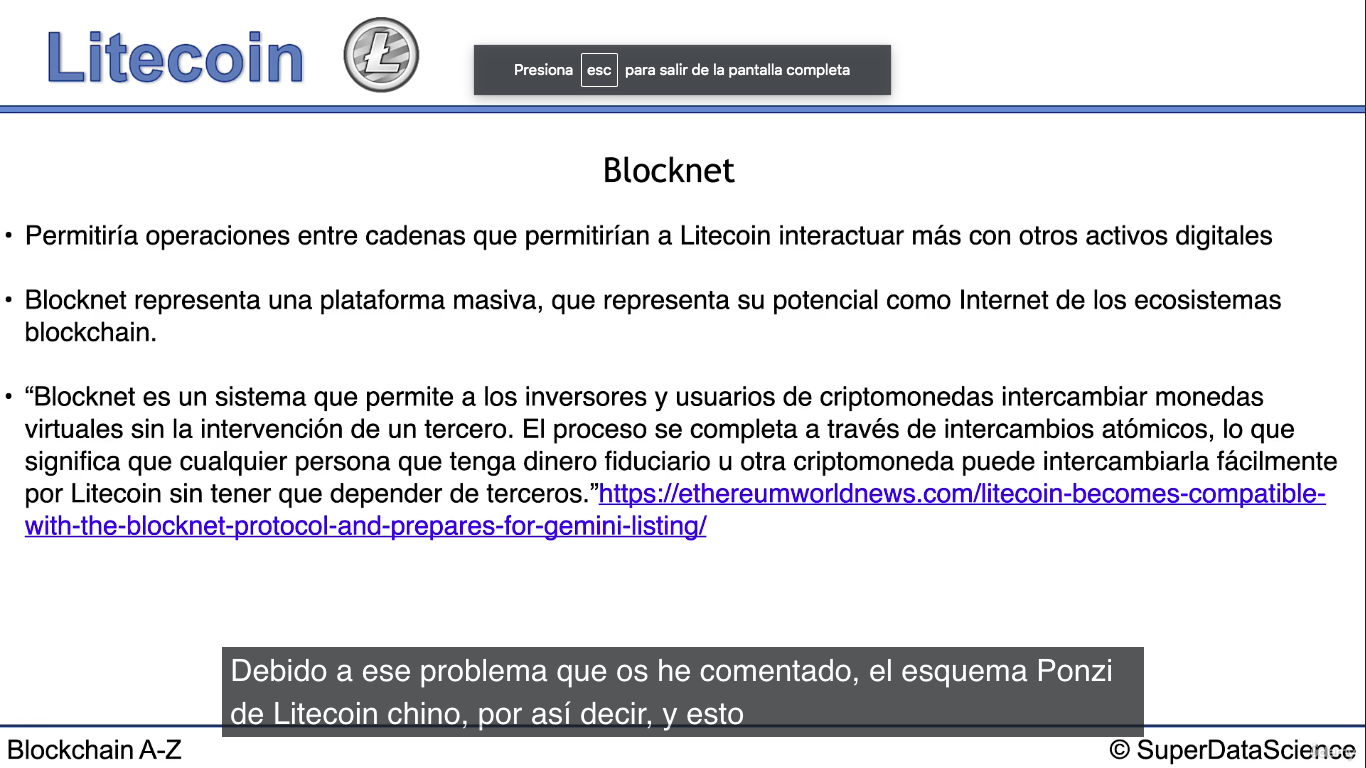 Litecoin
Presiona esc para salir de la pantalla completa
Blocknet
• Permitiría operaciones entre cadenas que permitirían a Litecoin interactuar más con otros activos digitales
• Blocknet representa una plataforma masiva, que representa su potencial como Internet de los ecosistemas
blockchain.
• “Blocknet es un sistema que permite a los inversores y usuarios de criptomonedas intercambiar monedas
virtuales sin la intervención de un tercero. El proceso se completa a través de intercambios atómicos, lo que
significa que cualquier persona que tenga dinero fiduciario u otra criptomoneda puede intercambiarla fácilmente
por Litecoin sin tener que depender de terceros.”https://ethereumworldnews.com/litecoin-becomes-compatible-
with-the-blocknet-protocol-and-prepares-for-gemini-listing/
Debido a ese problema que os he comentado, el esquema Ponzi
de Litecoin chino, por así decir, y esto
Blockchain A-Z
© SuperDataScience